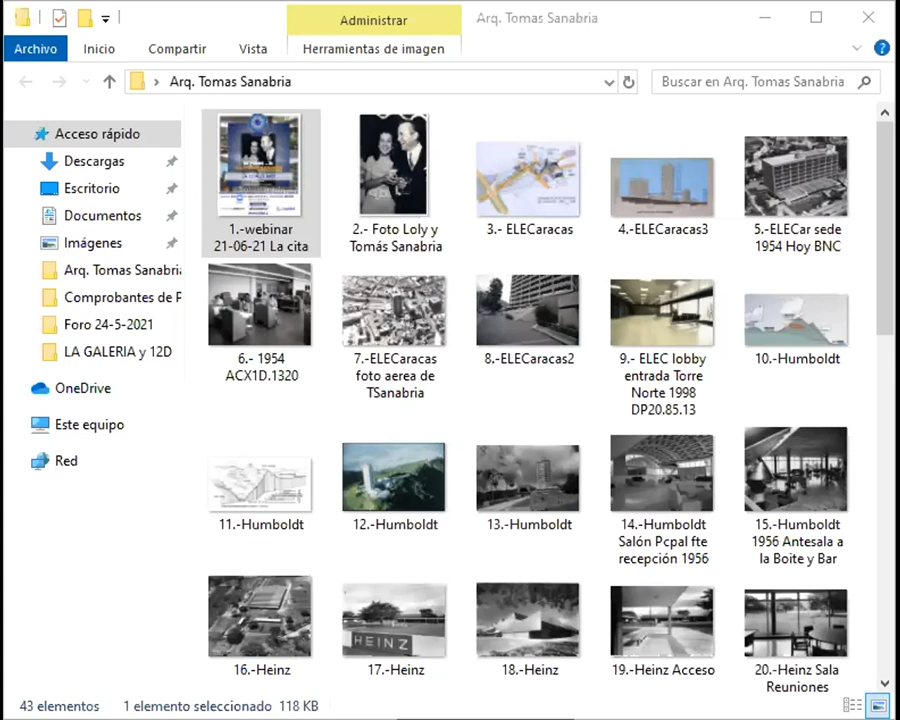 Administrar
Arq. Tomas Sanabria
Archivo
Inicio
Compartir
Vista
Herramientas de imagen
Arq. Tomas Sanabria
Buscar en Arq. Tomas Sanabria
Acceso rápido
Descargas
Escritorio
Documentos
Imágenes
Arq. Tomas Sanabri
Comprobantes de P
Foro 24-5-2021
LA GALERIA y 12D
OneDrive
Este equipo
Red
1.-webinar
21-06-21 La cita
2.- Foto Loly y
Tomás Sanabria
3.- ELECaracas
4.-ELECaracas3
5.-ELECar sede
1954 Hoy BNC
6.- 1954
ACX1D.1320
7.-ELECaracas
foto aerea de
TSanabria
8.-ELECaracas2
9.- ELEC lobby
entrada Torre
Norte 1998
DP20.85.13
10.-Humboldt
11.-Humboldt
12.-Humboldt
13.-Humboldt
14.-Humboldt
Salón Pcpal fte
recepción 1956
15.-Humboldt
1956 Antesala a
la Boite y Bar
HEINZ
16.-Heinz
17.-Heinz
18.-Heinz
19.-Heinz Acceso
20.-Heinz Sala
Reuniones
43 elementos
1 elemento seleccionado 118 KB